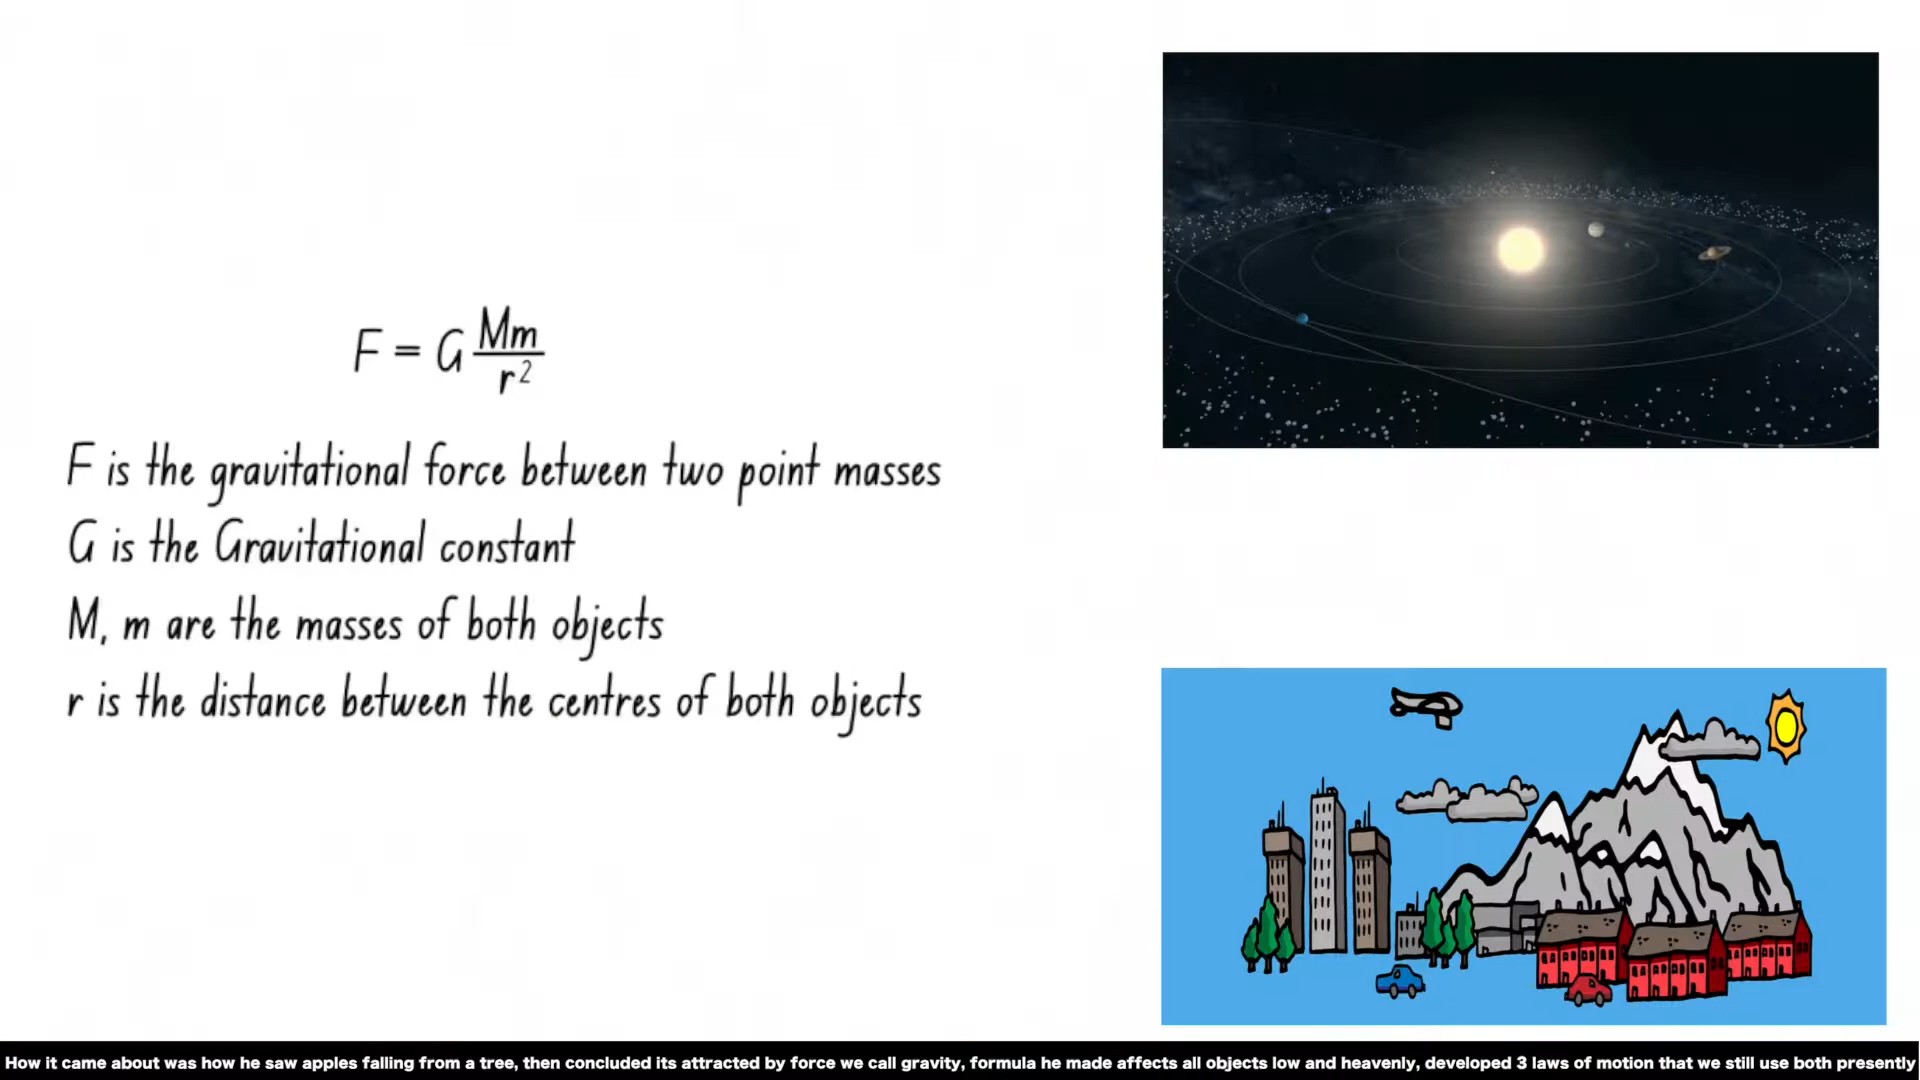 F = G Mm/r²
F is the gravitational force between two point masses
G is the Gravitational constant
M, m are the masses of both objects
r is the distance between the centres of both objects
How it came about was how he saw apples falling from a tree, then concluded its attracted by force we call gravity, formula he made affects all objects low and heavenly, developed 3 laws of motion that we still use both presently